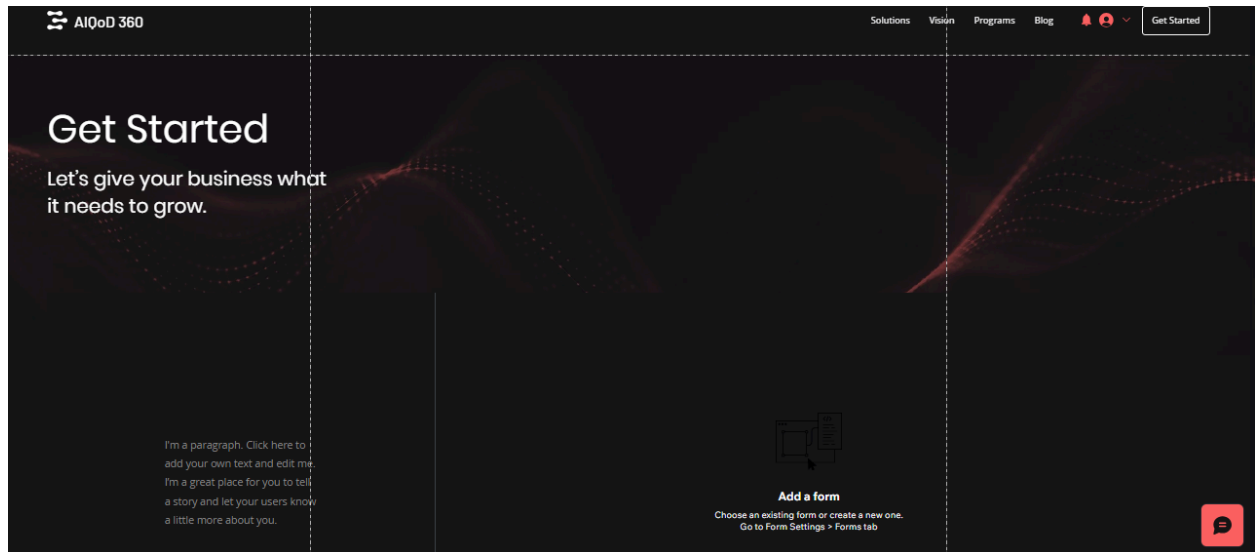 AIQoD 360
Solutions Vision Programs Blog Get Started
Get Started
Let's give your business what
it needs to grow.
I'm a paragraph. Click here to
add your own text and edit me.
I'm a great place for you to tell
a story and let your users know
a little more about you.
Add a form
Choose an existing form or create a new one.
Go to Form Settings > Forms tab